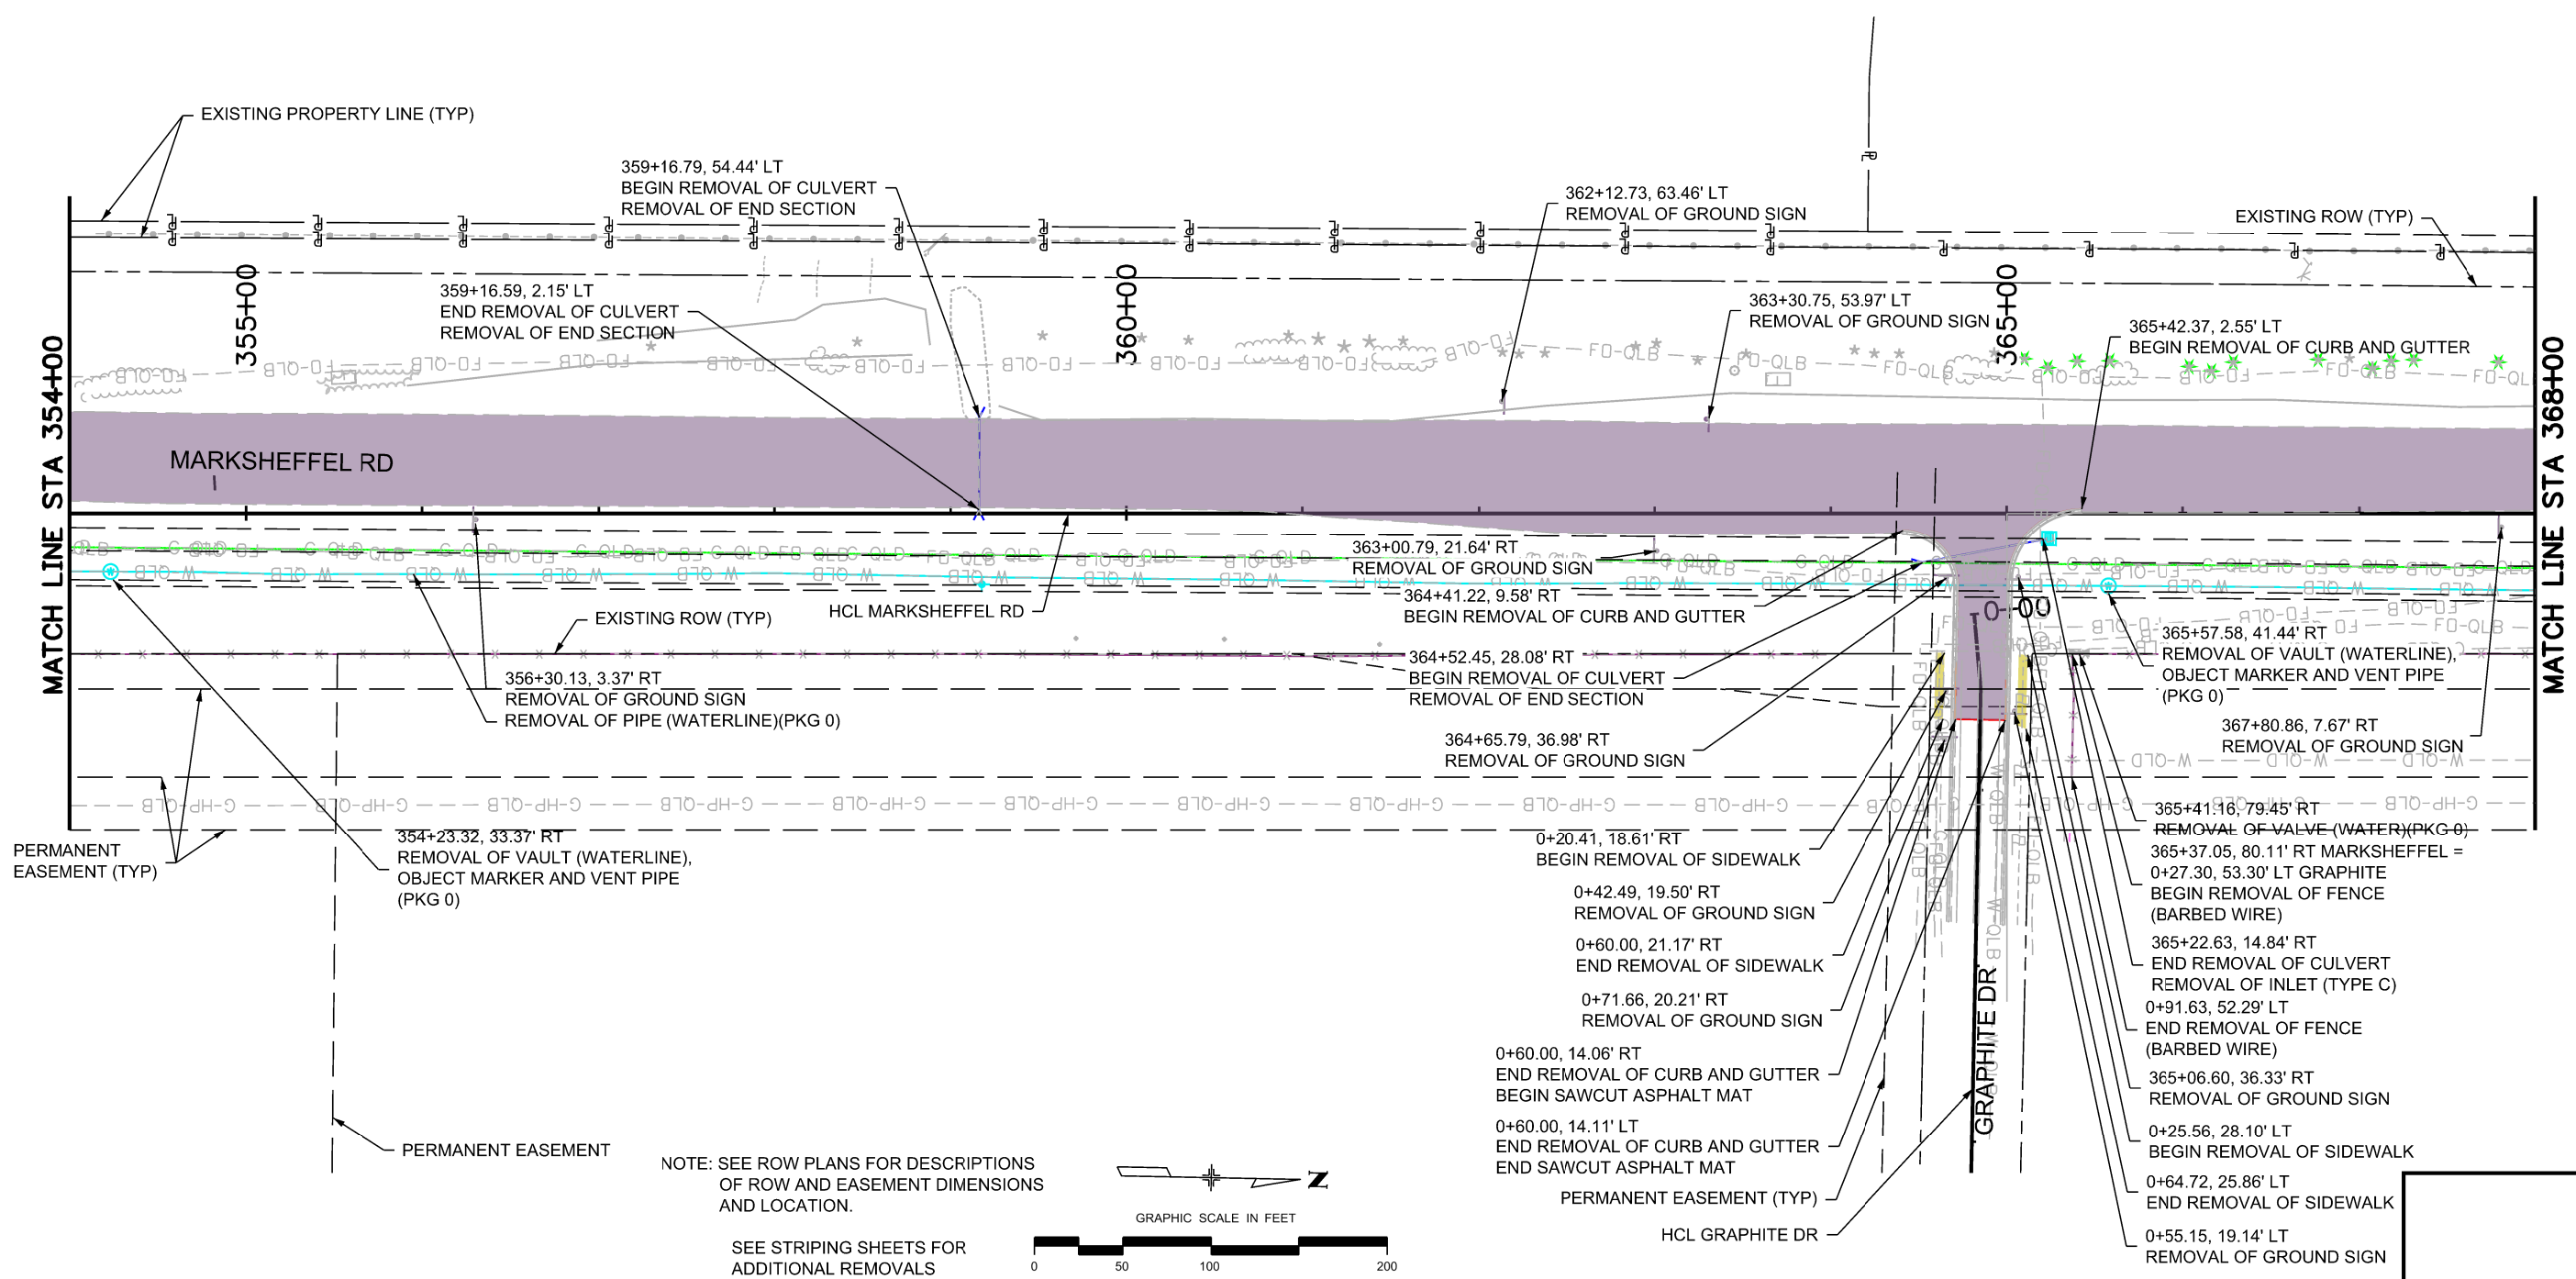 EXISTING PROPERTY LINE (TYP)
359+16.79, 54.44' LT
BEGIN REMOVAL OF CULVERT
REMOVAL OF END SECTION
362+12.73, 63.46' LT
REMOVAL OF GROUND SIGN
EXISTING ROW (TYP)
359+16.59, 2.15' LT
END REMOVAL OF CULVERT
REMOVAL OF END SECTION
363+30.75, 53.97' LT
REMOVAL OF GROUND SIGN
365+42.37, 2.55' LT
BEGIN REMOVAL OF CURB AND GUTTER
355+00
360+00
365+00
MATCH LINE STA 354+00
MATCH LINE STA 368+00
MARKSHEFFEL RD
363+00.79, 21.64' RT
REMOVAL OF GROUND SIGN
364+41.22, 9.58' RT
BEGIN REMOVAL OF CURB AND GUTTER
HCL MARKSHEFFEL RD
EXISTING ROW (TYP)
0+00
364+52.45, 28.08' RT
BEGIN REMOVAL OF CULVERT
REMOVAL OF END SECTION
365+57.58, 41.44' RT
REMOVAL OF VAULT (WATERLINE),
OBJECT MARKER AND VENT PIPE
(PKG 0)
356+30.13, 3.37' RT
REMOVAL OF GROUND SIGN
REMOVAL OF PIPE (WATERLINE)(PKG 0)
367+80.86, 7.67' RT
REMOVAL OF GROUND SIGN
364+65.79, 36.98' RT
REMOVAL OF GROUND SIGN
G-HP-QLB G-HP-QLB G-HP-QLB G-HP-QLB G-HP-QLB G-HP-QLB G-HP-QLB G-HP-QLB G-HP-QLB
W-QLB W-QLB W-QLB
PERMANENT
EASEMENT (TYP)
354+23.32, 33.37' RT
REMOVAL OF VAULT (WATERLINE),
OBJECT MARKER AND VENT PIPE
(PKG 0)
0+20.41, 18.61' RT
BEGIN REMOVAL OF SIDEWALK
0+42.49, 19.50' RT
REMOVAL OF GROUND SIGN
0+60.00, 21.17' RT
END REMOVAL OF SIDEWALK
0+71.66, 20.21' RT
REMOVAL OF GROUND SIGN
0+60.00, 14.06' RT
END REMOVAL OF CURB AND GUTTER
BEGIN SAWCUT ASPHALT MAT
0+60.00, 14.11' LT
END REMOVAL OF CURB AND GUTTER
END SAWCUT ASPHALT MAT
PERMANENT EASEMENT (TYP)
HCL GRAPHITE DR
GRAPHITE DR
365+41.16, 79.45' RT
REMOVAL OF VALVE (WATER)(PKG 0)
365+37.05, 80.11' RT MARKSHEFFEL =
0+27.30, 53.30' LT GRAPHITE
BEGIN REMOVAL OF FENCE
(BARBED WIRE)
365+22.63, 14.84' RT
END REMOVAL OF CULVERT
REMOVAL OF INLET (TYPE C)
0+91.63, 52.29' LT
END REMOVAL OF FENCE
(BARBED WIRE)
365+06.60, 36.33' RT
REMOVAL OF GROUND SIGN
0+25.56, 28.10' LT
BEGIN REMOVAL OF SIDEWALK
0+64.72, 25.86' LT
END REMOVAL OF SIDEWALK
0+55.15, 19.14' LT
REMOVAL OF GROUND SIGN
PERMANENT EASEMENT
NOTE: SEE ROW PLANS FOR DESCRIPTIONS
OF ROW AND EASEMENT DIMENSIONS
AND LOCATION.
SEE STRIPING SHEETS FOR
ADDITIONAL REMOVALS
N
GRAPHIC SCALE IN FEET
0 50 100 200